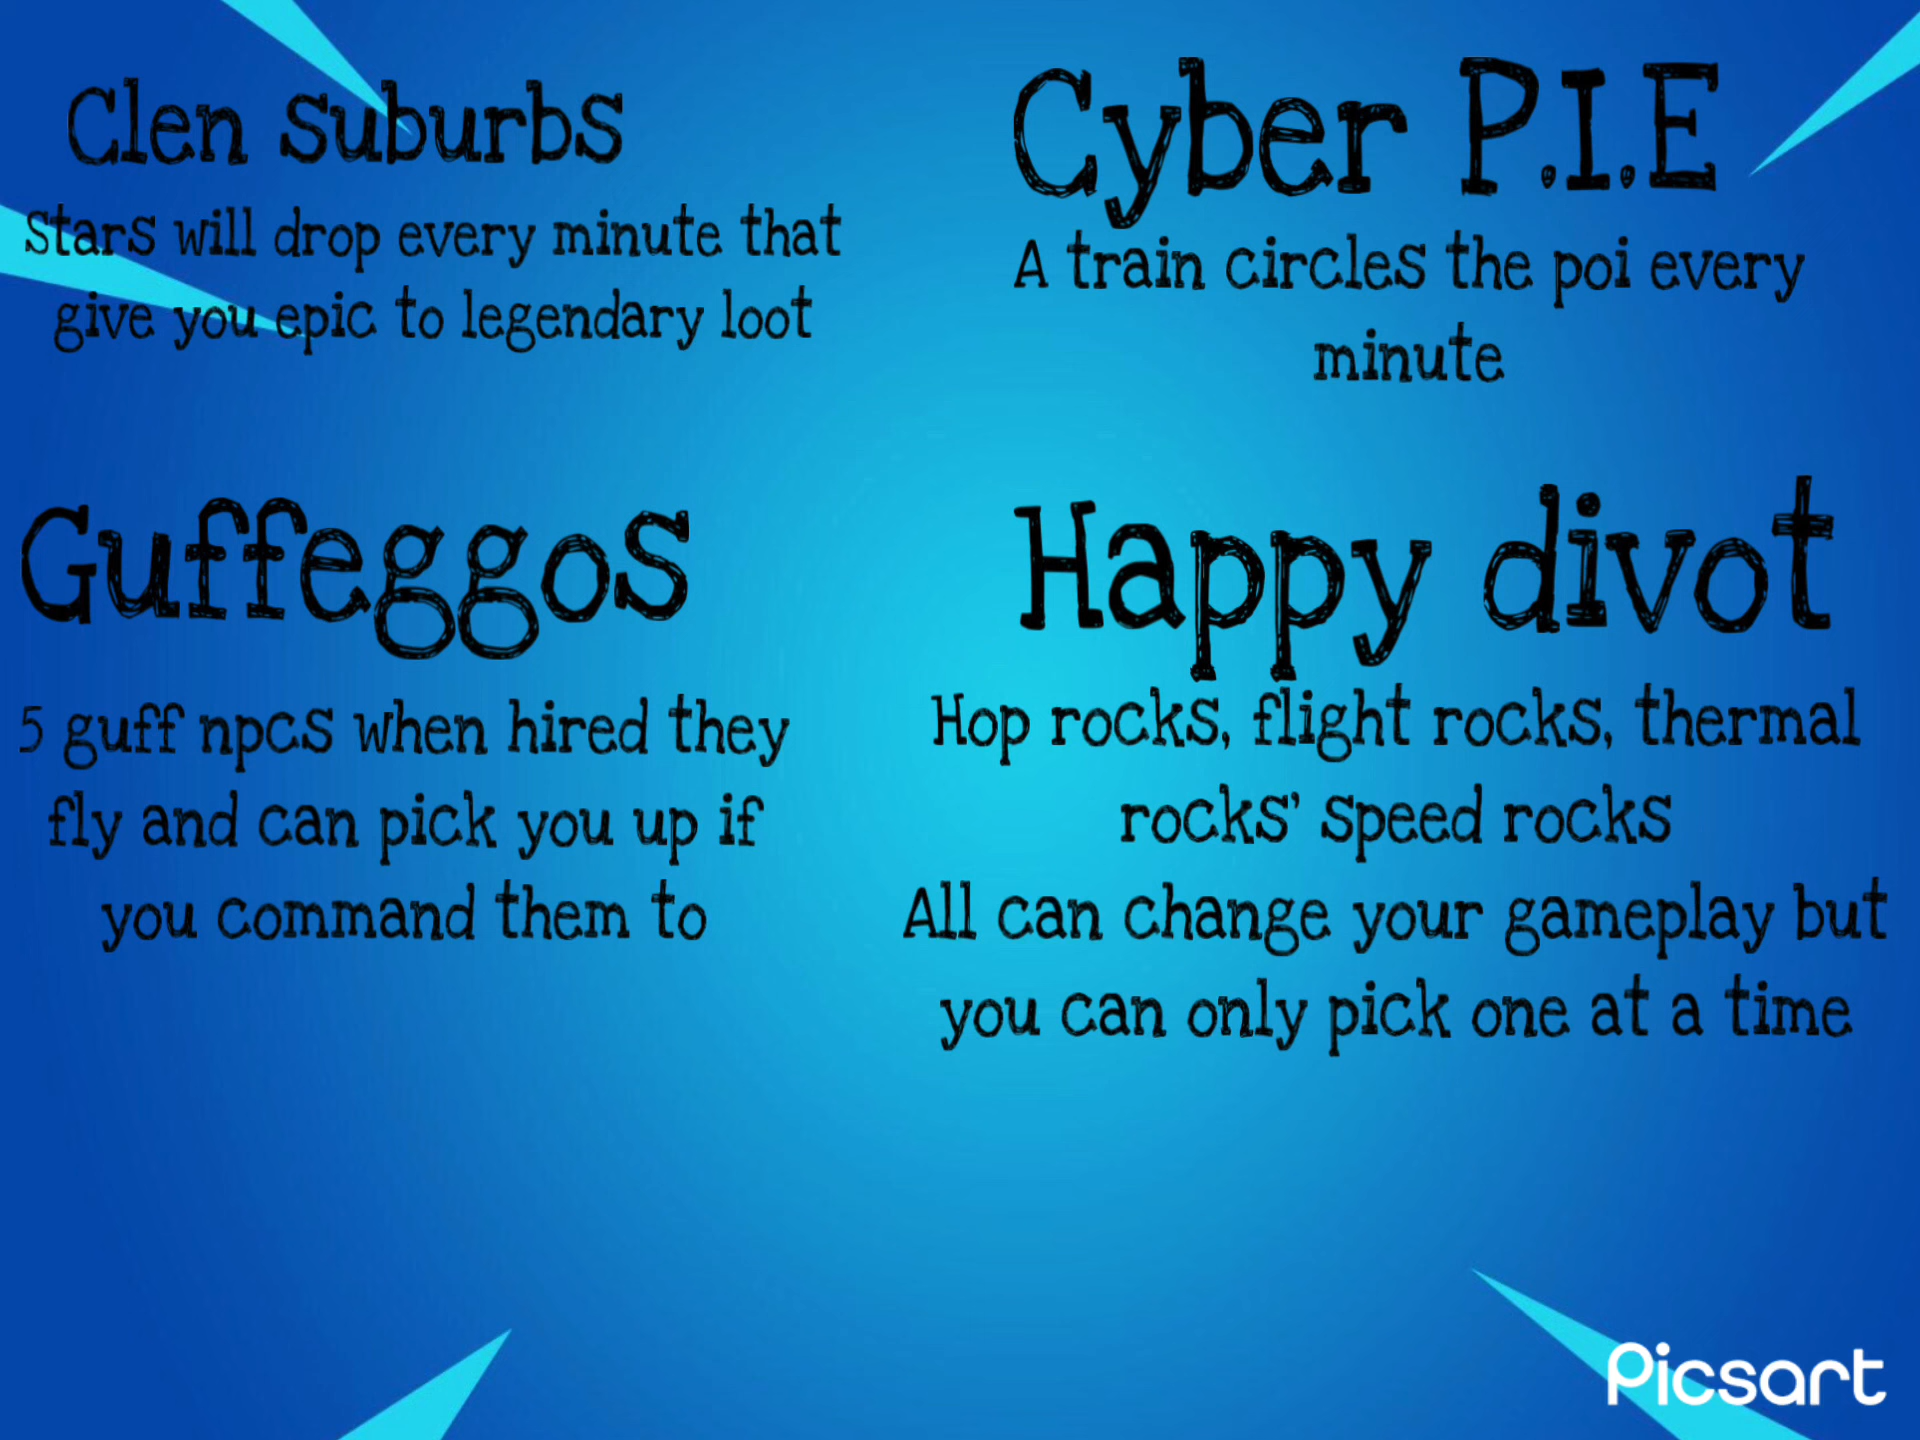 Clen suburbs
Stars will drop every minute that
give you epic to legendary loot
Cyber P.I.E
A train circles the poi every
minute
Guffeggos
5 guff npcs when hired they
fly and can pick you up if
you command them to
Happy divot
Hop rocks, flight rocks, thermal
rocks’ speed rocks
All can change your gameplay but
you can only pick one at a time
Picsart